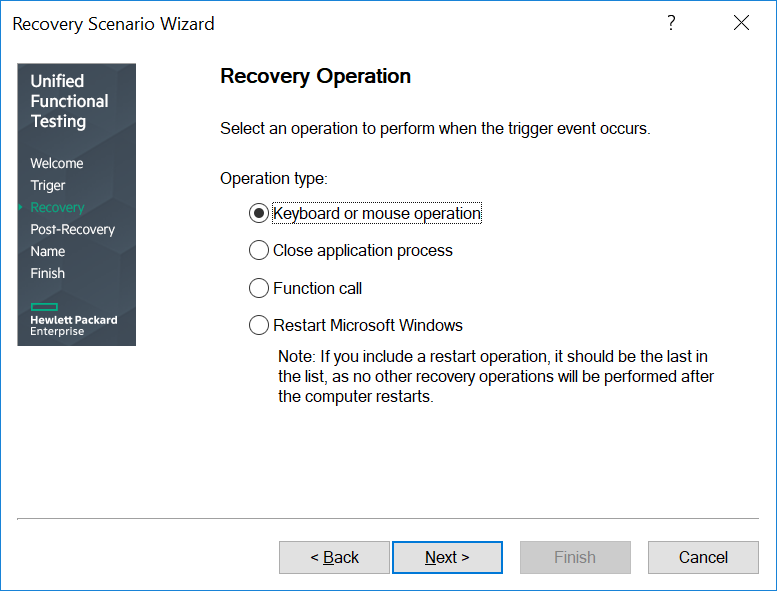 Recovery Scenario Wizard
?
Unified
Functional
Testing
Welcome
Triger
Recovery
Post-Recovery
Name
Finish
Hewlett Packard
Enterprise
Recovery Operation
Select an operation to perform when the trigger event occurs.
Operation type:
Keyboard or mouse operation
Close application process
Function call
Restart Microsoft Windows
Note: If you include a restart operation, it should be the last in
the list, as no other recovery operations will be performed after
the computer restarts.
< Back
Next >
Finish
Cancel